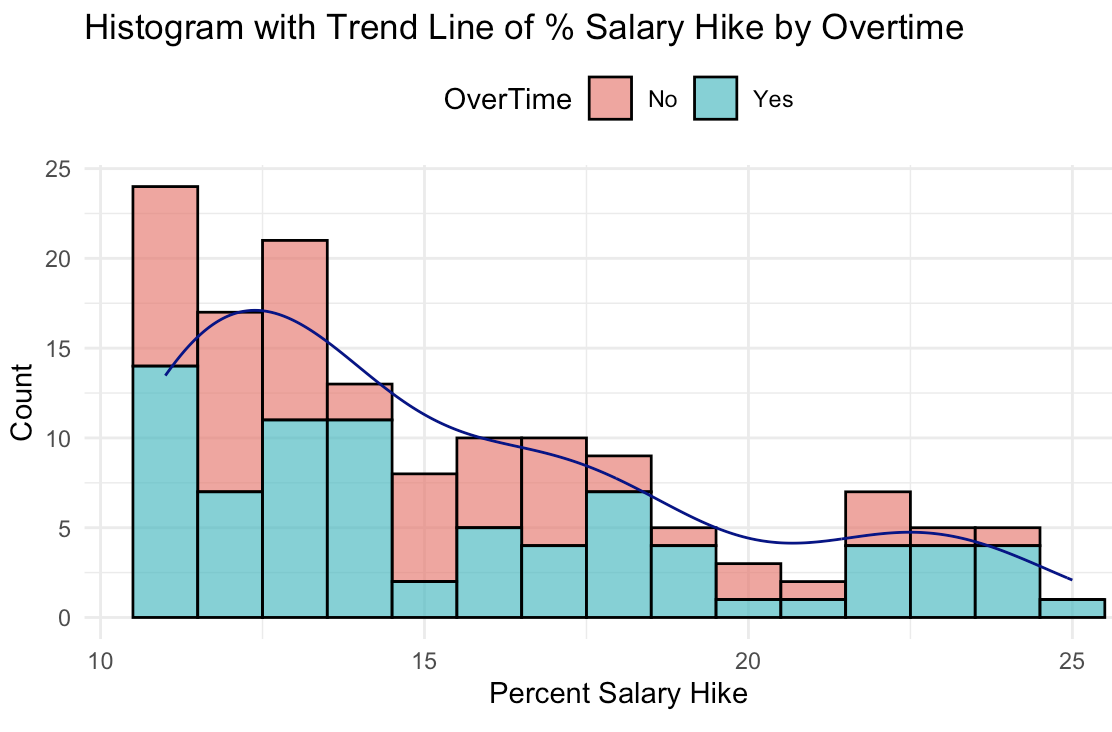 Histogram with Trend Line of % Salary Hike by Overtime
OverTime No Yes
25
20
15
10
5
0
Count
10 15 20 25
Percent Salary Hike